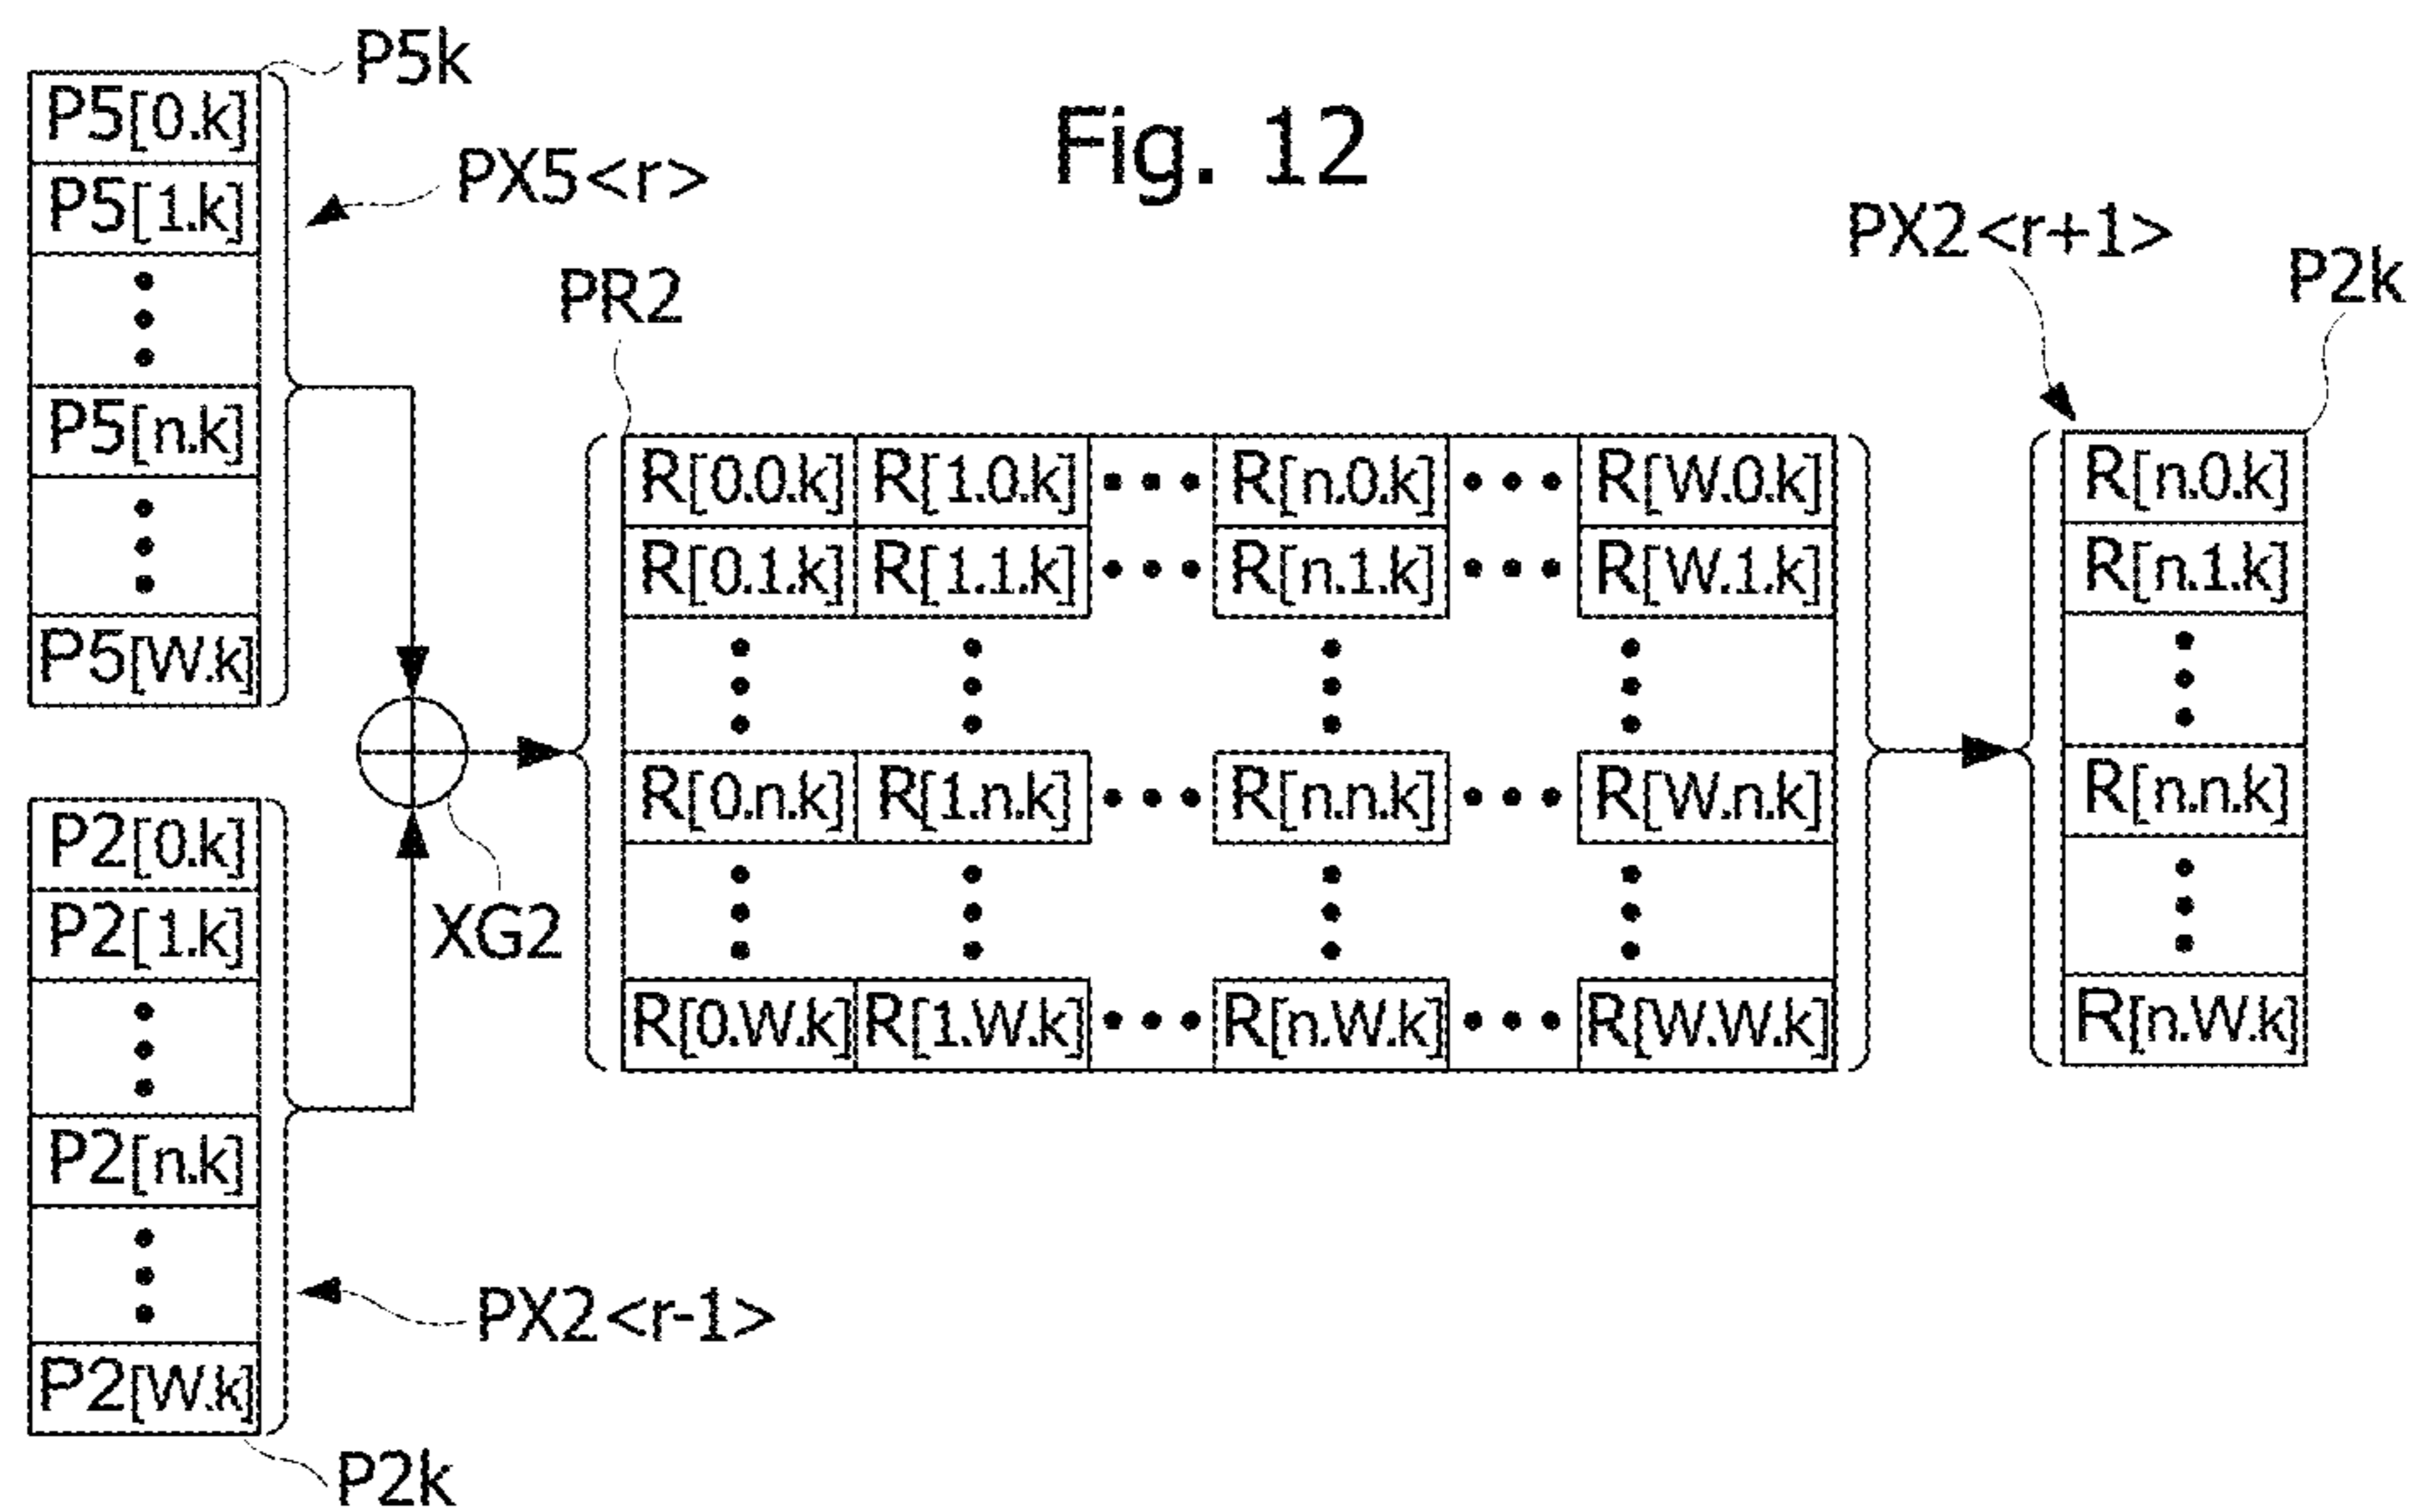 Fig. 12
P5k
P5[0.k]
P5[1.k]
P5[n.k]
P5[W.k]
PX5<r>
P2[0.k]
P2[1.k]
P2[n.k]
P2[W.k]
PX2<r-1>
P2k
XG2
PR2
R[0.0.k] R[1.0.k] ••• R[n.0.k] ••• R[W.0.k]
R[0.1.k] R[1.1.k] ••• R[n.1.k] ••• R[W.1.k]
R[0.n.k] R[1.n.k] ••• R[n.n.k] ••• R[W.n.k]
R[0.W.k] R[1.W.k] ••• R[n.W.k] ••• R[W.W.k]
PX2<r+1>
P2k
R[n.0.k]
R[n.1.k]
R[n.n.k]
R[n.W.k]